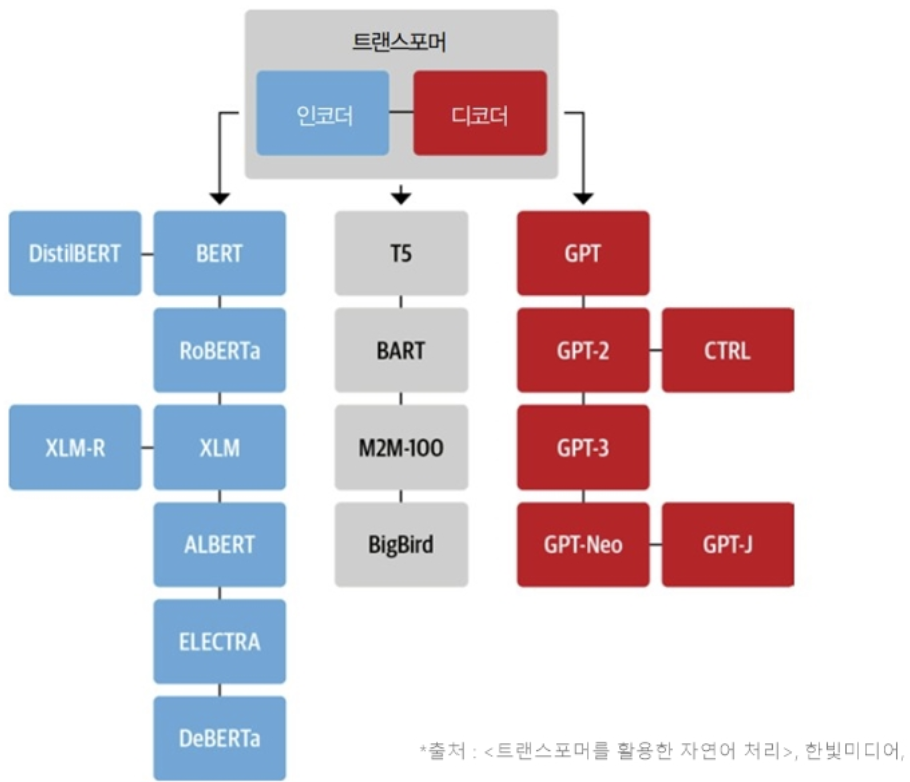 트랜스포머
인코더 디코더
DistilBERT BERT T5 GPT
RoBERTa BART GPT-2 CTRL
XLM-R XLM M2M-100 GPT-3
ALBERT BigBird GPT-Neo GPT-J
ELECTRA
DeBERTa
*출처 : <트랜스포머를 활용한 자연어 처리>, 한빛미디어,